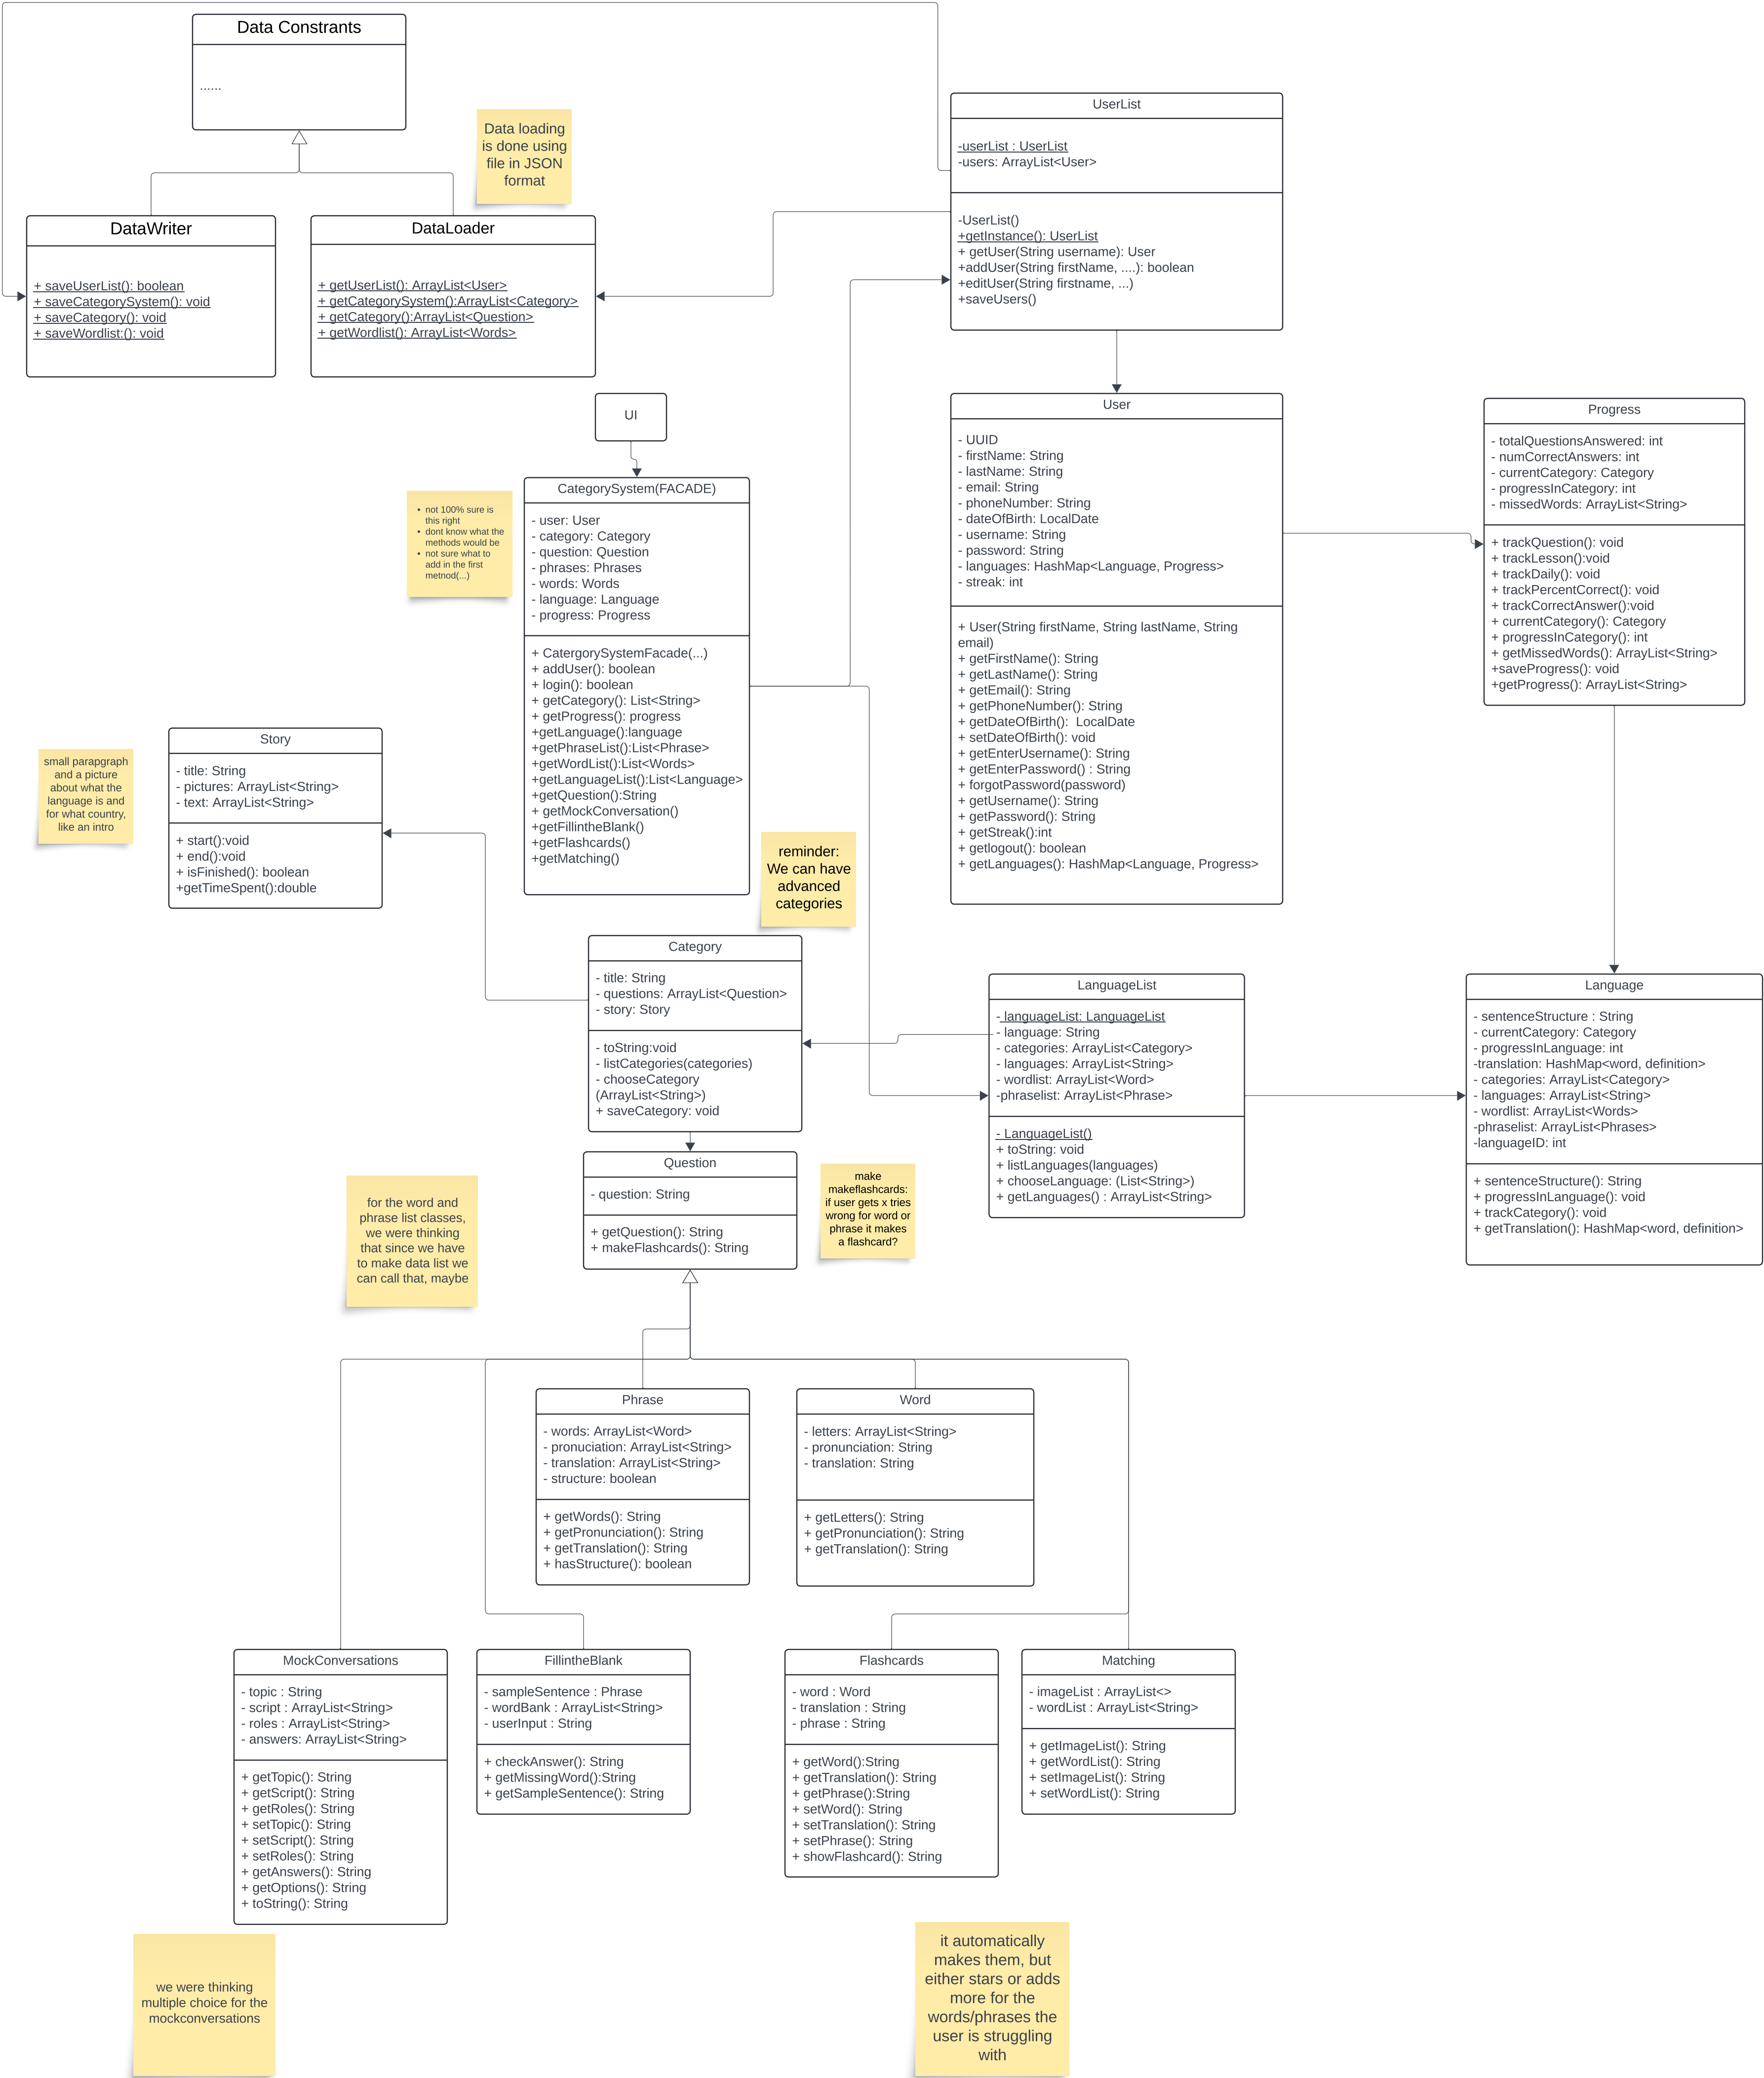 Data Constrants
......
Data loading
is done using
file in JSON
format
UserList
-userList : UserList
-users: ArrayList<User>
-UserList()
+getInstance(): UserList
+ getUser(String username): User
+addUser(String firstName, ....): boolean
+editUser(String firstname, ...)
+saveUsers()
DataWriter
+ saveUserList(): boolean
+ saveCategorySystem(): void
+ saveCategory(): void
+ saveWordlist:(): void
DataLoader
+ getUserList(): ArrayList<User>
+ getCategorySystem():ArrayList<Category>
+ getCategory():ArrayList<Question>
+ getWordlist(): ArrayList<Words>
UI
User
- UUID
- firstName: String
- lastName: String
- email: String
- phoneNumber: String
- dateOfBirth: LocalDate
- username: String
- password: String
- languages: HashMap<Language, Progress>
- streak: int
+ User(String firstName, String lastName, String
email)
+ getFirstName(): String
+ getLastName(): String
+ getEmail(): String
+ getPhoneNumber(): String
+ getDateOfBirth():  LocalDate
+ setDateOfBirth(): void
+ getEnterUsername(): String
+ getEnterPassword() : String
+ forgotPassword(password)
+ getUsername(): String
+ getPassword(): String
+ getStreak():int
+ getlogout(): boolean
+ getLanguages(): HashMap<Language, Progress>
Progress
- totalQuestionsAnswered: int
- numCorrectAnswers: int
- currentCategory: Category
- progressInCategory: int
- missedWords: ArrayList<String>
+ trackQuestion(): void
+ trackLesson():void
+ trackDaily(): void
+ trackPercentCorrect(): void
+ trackCorrectAnswer():void
+ currentCategory(): Category
+ progressInCategory(): int
+ getMissedWords(): ArrayList<String>
+saveProgress(): void
+getProgress(): ArrayList<String>
• not 100% sure is
this right
• dont know what the
methods would be
• not sure what to
add in the first
metnod(...)
CategorySystem(FACADE)
- user: User
- category: Category
- question: Question
- phrases: Phrases
- words: Words
- language: Language
- progress: Progress
+ CatergorySystemFacade(...)
+ addUser(): boolean
+ login(): boolean
+ getCategory(): List<String>
+ getProgress(): progress
+getLanguage():language
+getPhraseList():List<Phrase>
+getWordList():List<Words>
+getLanguageList():List<Language>
+getQuestion():String
+ getMockConversation()
+getFillintheBlank()
+getFlashcards()
+getMatching()
small parapgraph
and a picture
about what the
language is and
for what country,
like an intro
Story
- title: String
- pictures: ArrayList<String>
- text: ArrayList<String>
+ start():void
+ end():void
+ isFinished(): boolean
+getTimeSpent():double
reminder:
We can have
advanced
categories
Category
- title: String
- questions: ArrayList<Question>
- story: Story
- toString:void
- listCategories(categories)
- chooseCategory
(ArrayList<String>)
+ saveCategory: void
LanguageList
- languageList: LanguageList
- language: String
- categories: ArrayList<Category>
- languages: ArrayList<String>
- wordlist: ArrayList<Word>
-phraselist: ArrayList<Phrase>
- LanguageList()
+ toString: void
+ listLanguages(languages)
+ chooseLanguage: (List<String>)
+ getLanguages() : ArrayList<String>
Language
- sentenceStructure : String
- currentCategory: Category
- progressInLanguage: int
-translation: HashMap<word, definition>
- categories: ArrayList<Category>
- languages: ArrayList<String>
- wordlist: ArrayList<Words>
-phraselist: ArrayList<Phrases>
-languageID: int
+ sentenceStructure(): String
+ progressInLanguage(): void
+ trackCategory(): void
+ getTranslation(): HashMap<word, definition>
Question
- question: String
+ getQuestion(): String
+ makeFlashcards(): String
make
makeflashcards:
if user gets x tries
wrong for word or
phrase it makes
a flashcard?
for the word and
phrase list classes,
we were thinking
that since we have
to make data list we
can call that, maybe
Phrase
- words: ArrayList<Word>
- pronuciation: ArrayList<String>
- translation: ArrayList<String>
- structure: boolean
+ getWords(): String
+ getPronunciation(): String
+ getTranslation(): String
+ hasStructure(): boolean
Word
- letters: ArrayList<String>
- pronunciation: String
- translation: String
+ getLetters(): String
+ getPronunciation(): String
+ getTranslation(): String
MockConversations
- topic : String
- script : ArrayList<String>
- roles : ArrayList<String>
- answers: ArrayList<String>
+ getTopic(): String
+ getScript(): String
+ getRoles(): String
+ setTopic(): String
+ setScript(): String
+ setRoles(): String
+ getAnswers(): String
+ getOptions(): String
+ toString(): String
FillintheBlank
- sampleSentence : Phrase
- wordBank : ArrayList<String>
- userInput : String
+ checkAnswer(): String
+ getMissingWord():String
+ getSampleSentence(): String
Flashcards
- word : Word
- translation : String
- phrase : String
+ getWord():String
+ getTranslation(): String
+ getPhrase():String
+ setWord(): String
+ setTranslation(): String
+ setPhrase(): String
+ showFlashcard(): String
Matching
- imageList : ArrayList<>
- wordList : ArrayList<String>
+ getImageList(): String
+ getWordList(): String
+ setImageList(): String
+ setWordList(): String
we were thinking
multiple choice for the
mockconversations
it automatically
makes them, but
either stars or adds
more for the
words/phrases the
user is struggling
with